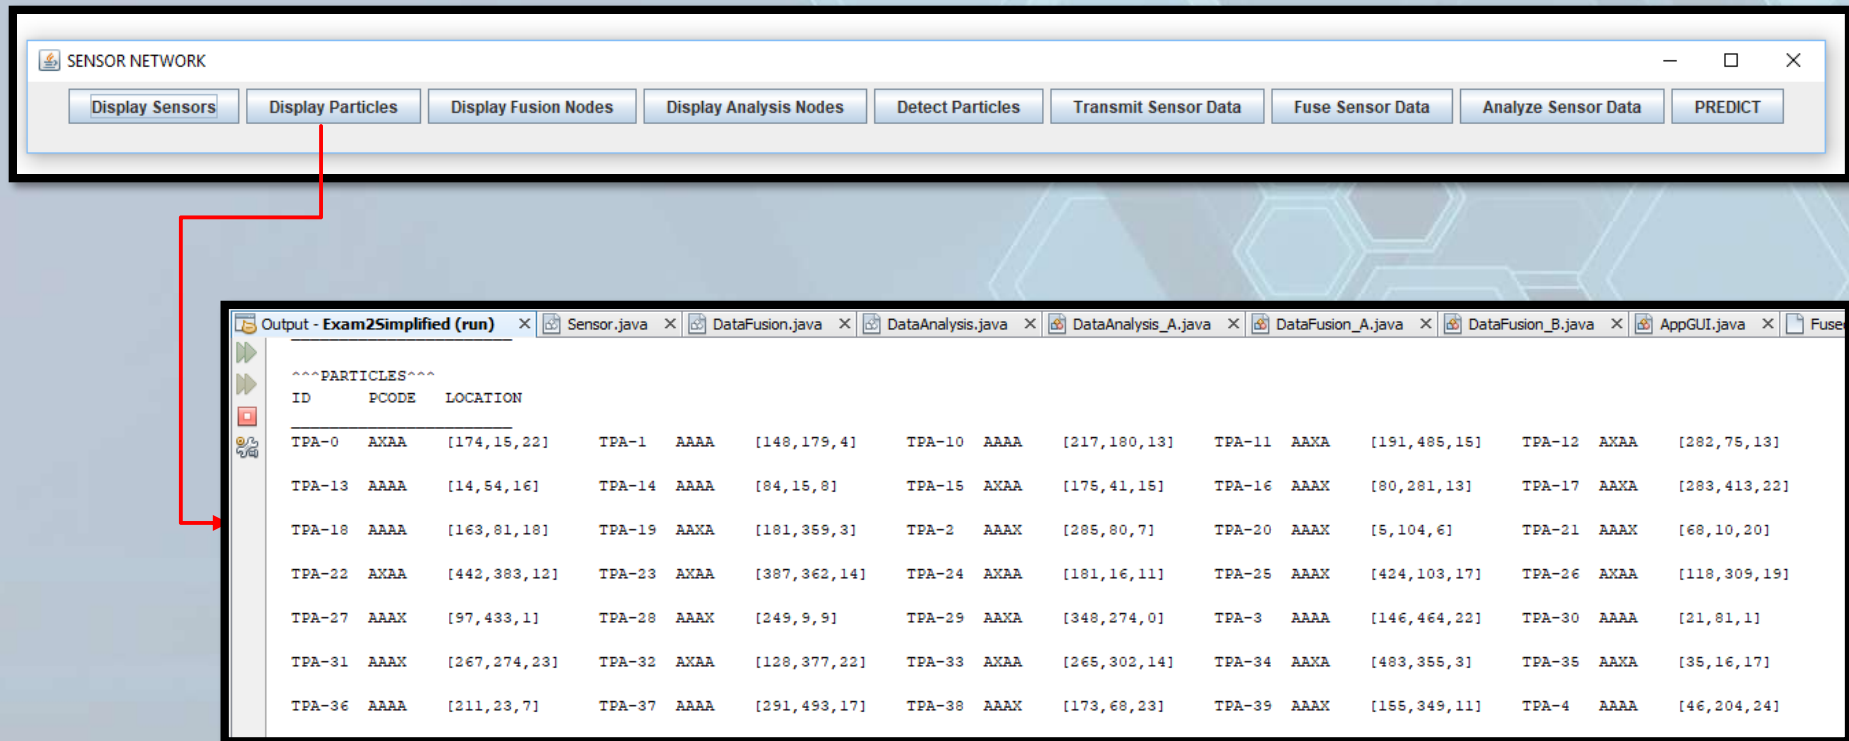 SENSOR NETWORK
Display Sensors Display Particles Display Fusion Nodes Display Analysis Nodes Detect Particles Transmit Sensor Data Fuse Sensor Data Analyze Sensor Data PREDICT
Output - Exam2Simplified (run) Sensor.java DataFusion.java DataAnalysis.java DataAnalysis_A.java DataFusion_A.java DataFusion_B.java AppGUI.java
^^^PARTICLES^^^
ID PCODE LOCATION
TPA-0 AXAA [174,15,22] TPA-1 AAAA [148,179,4] TPA-10 AAAA [217,180,13] TPA-11 AAXA [191,485,15] TPA-12 AXAA [282,75,13]
TPA-13 AAAA [14,54,16] TPA-14 AAAA [84,15,8] TPA-15 AXAA [175,41,15] TPA-16 AAAX [80,281,13] TPA-17 AAXA [283,413,22]
TPA-18 AAAA [163,81,18] TPA-19 AAXA [181,359,3] TPA-2 AAAX [285,80,7] TPA-20 AAAX [5,104,6] TPA-21 AAAX [68,10,20]
TPA-22 AXAA [442,383,12] TPA-23 AXAA [387,362,14] TPA-24 AXAA [181,16,11] TPA-25 AAAX [424,103,17] TPA-26 AXAA [118,309,19]
TPA-27 AAAX [97,433,1] TPA-28 AAAX [249,9,9] TPA-29 AAXA [348,274,0] TPA-3 AAAA [146,464,22] TPA-30 AAAA [21,81,1]
TPA-31 AAAX [267,274,23] TPA-32 AXAA [128,377,22] TPA-33 AXAA [265,302,14] TPA-34 AAXA [483,355,3] TPA-35 AAXA [35,16,17]
TPA-36 AAAA [211,23,7] TPA-37 AAAA [291,493,17] TPA-38 AAAX [173,68,23] TPA-39 AAAX [155,349,11] TPA-4 AAAA [46,204,24]